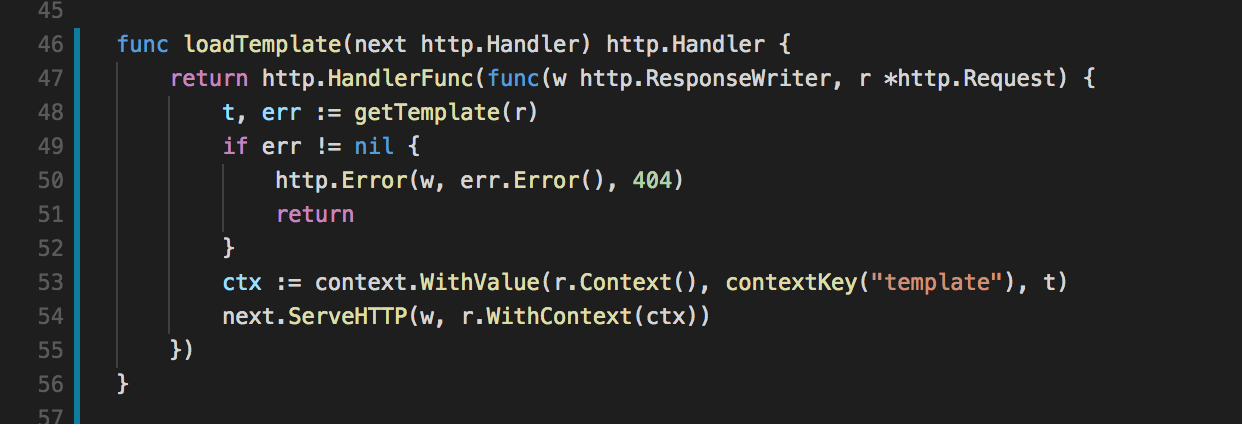 45
46 func loadTemplate(next http.Handler) http.Handler {
47     return http.HandlerFunc(func(w http.ResponseWriter, r *http.Request) {
48         t, err := getTemplate(r)
49         if err != nil {
50             http.Error(w, err.Error(), 404)
51             return
52         }
53         ctx := context.WithValue(r.Context(), contextKey("template"), t)
54         next.ServeHTTP(w, r.WithContext(ctx))
55     })
56 }
57